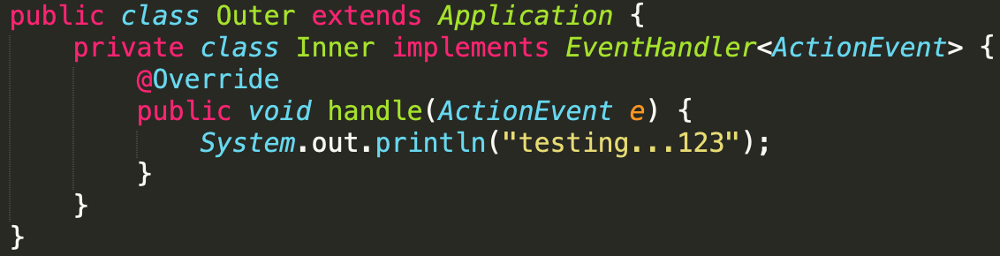 public class Outer extends Application {
    private class Inner implements EventHandler<ActionEvent> {
        @Override
        public void handle(ActionEvent e) {
            System.out.println("testing...123");
        }
    }
}